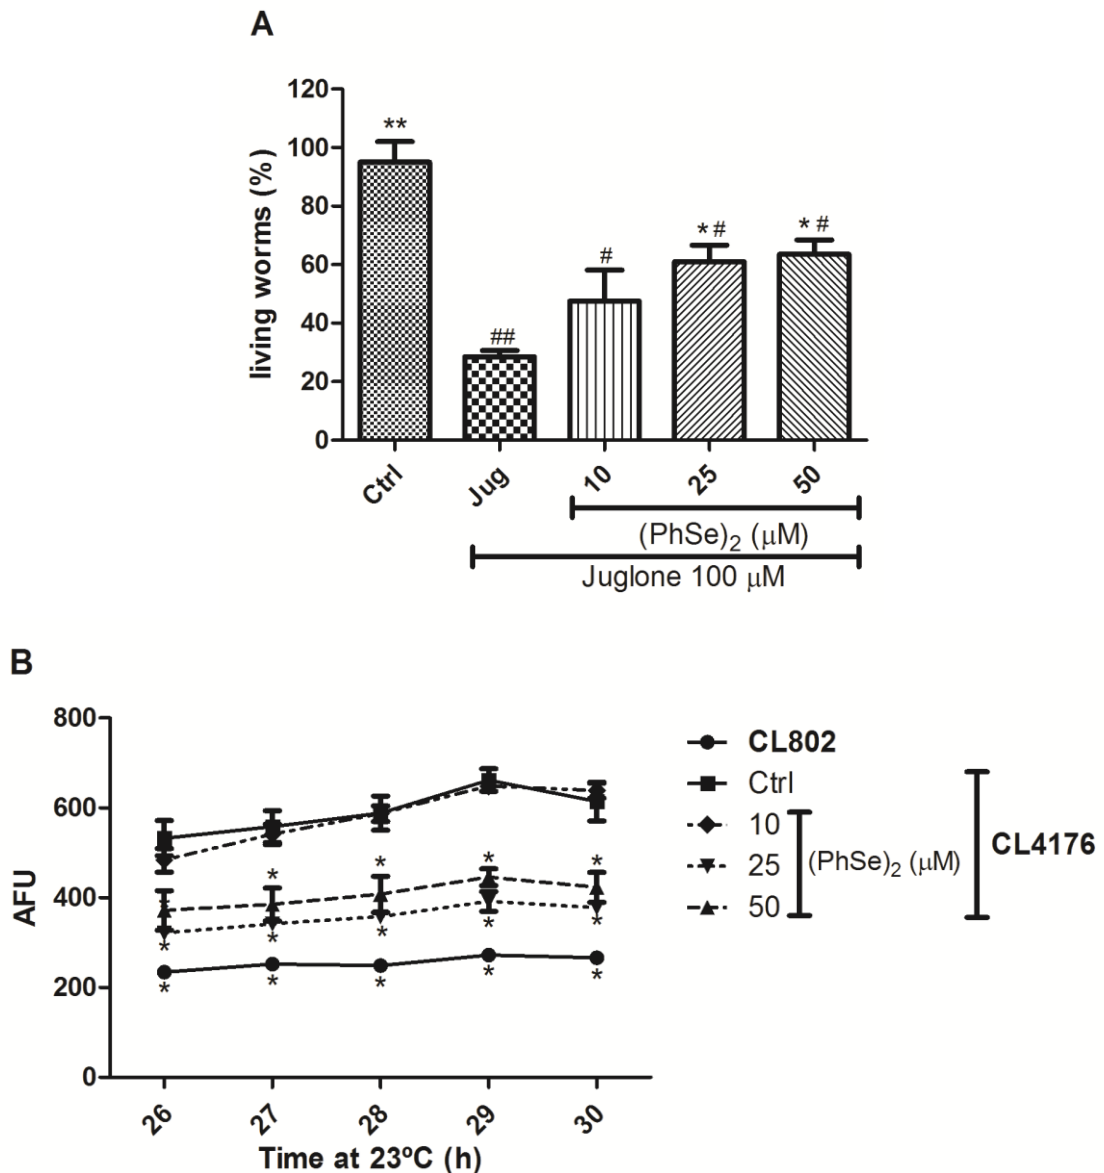 A
living worms (%)
120
100
80
60
40
20
0
**
##
#
* #
* #
Ctrl
Jug
10
25
50
(PhSe)2 (μM)
Juglone 100 μM
B
AFU
800
600
400
200
0
* * * *
* * * * *
* * * * *
26
27
28
29
30
Time at 23ºC (h)
CL802
Ctrl
10
25
50
(PhSe)2 (μM)
CL4176